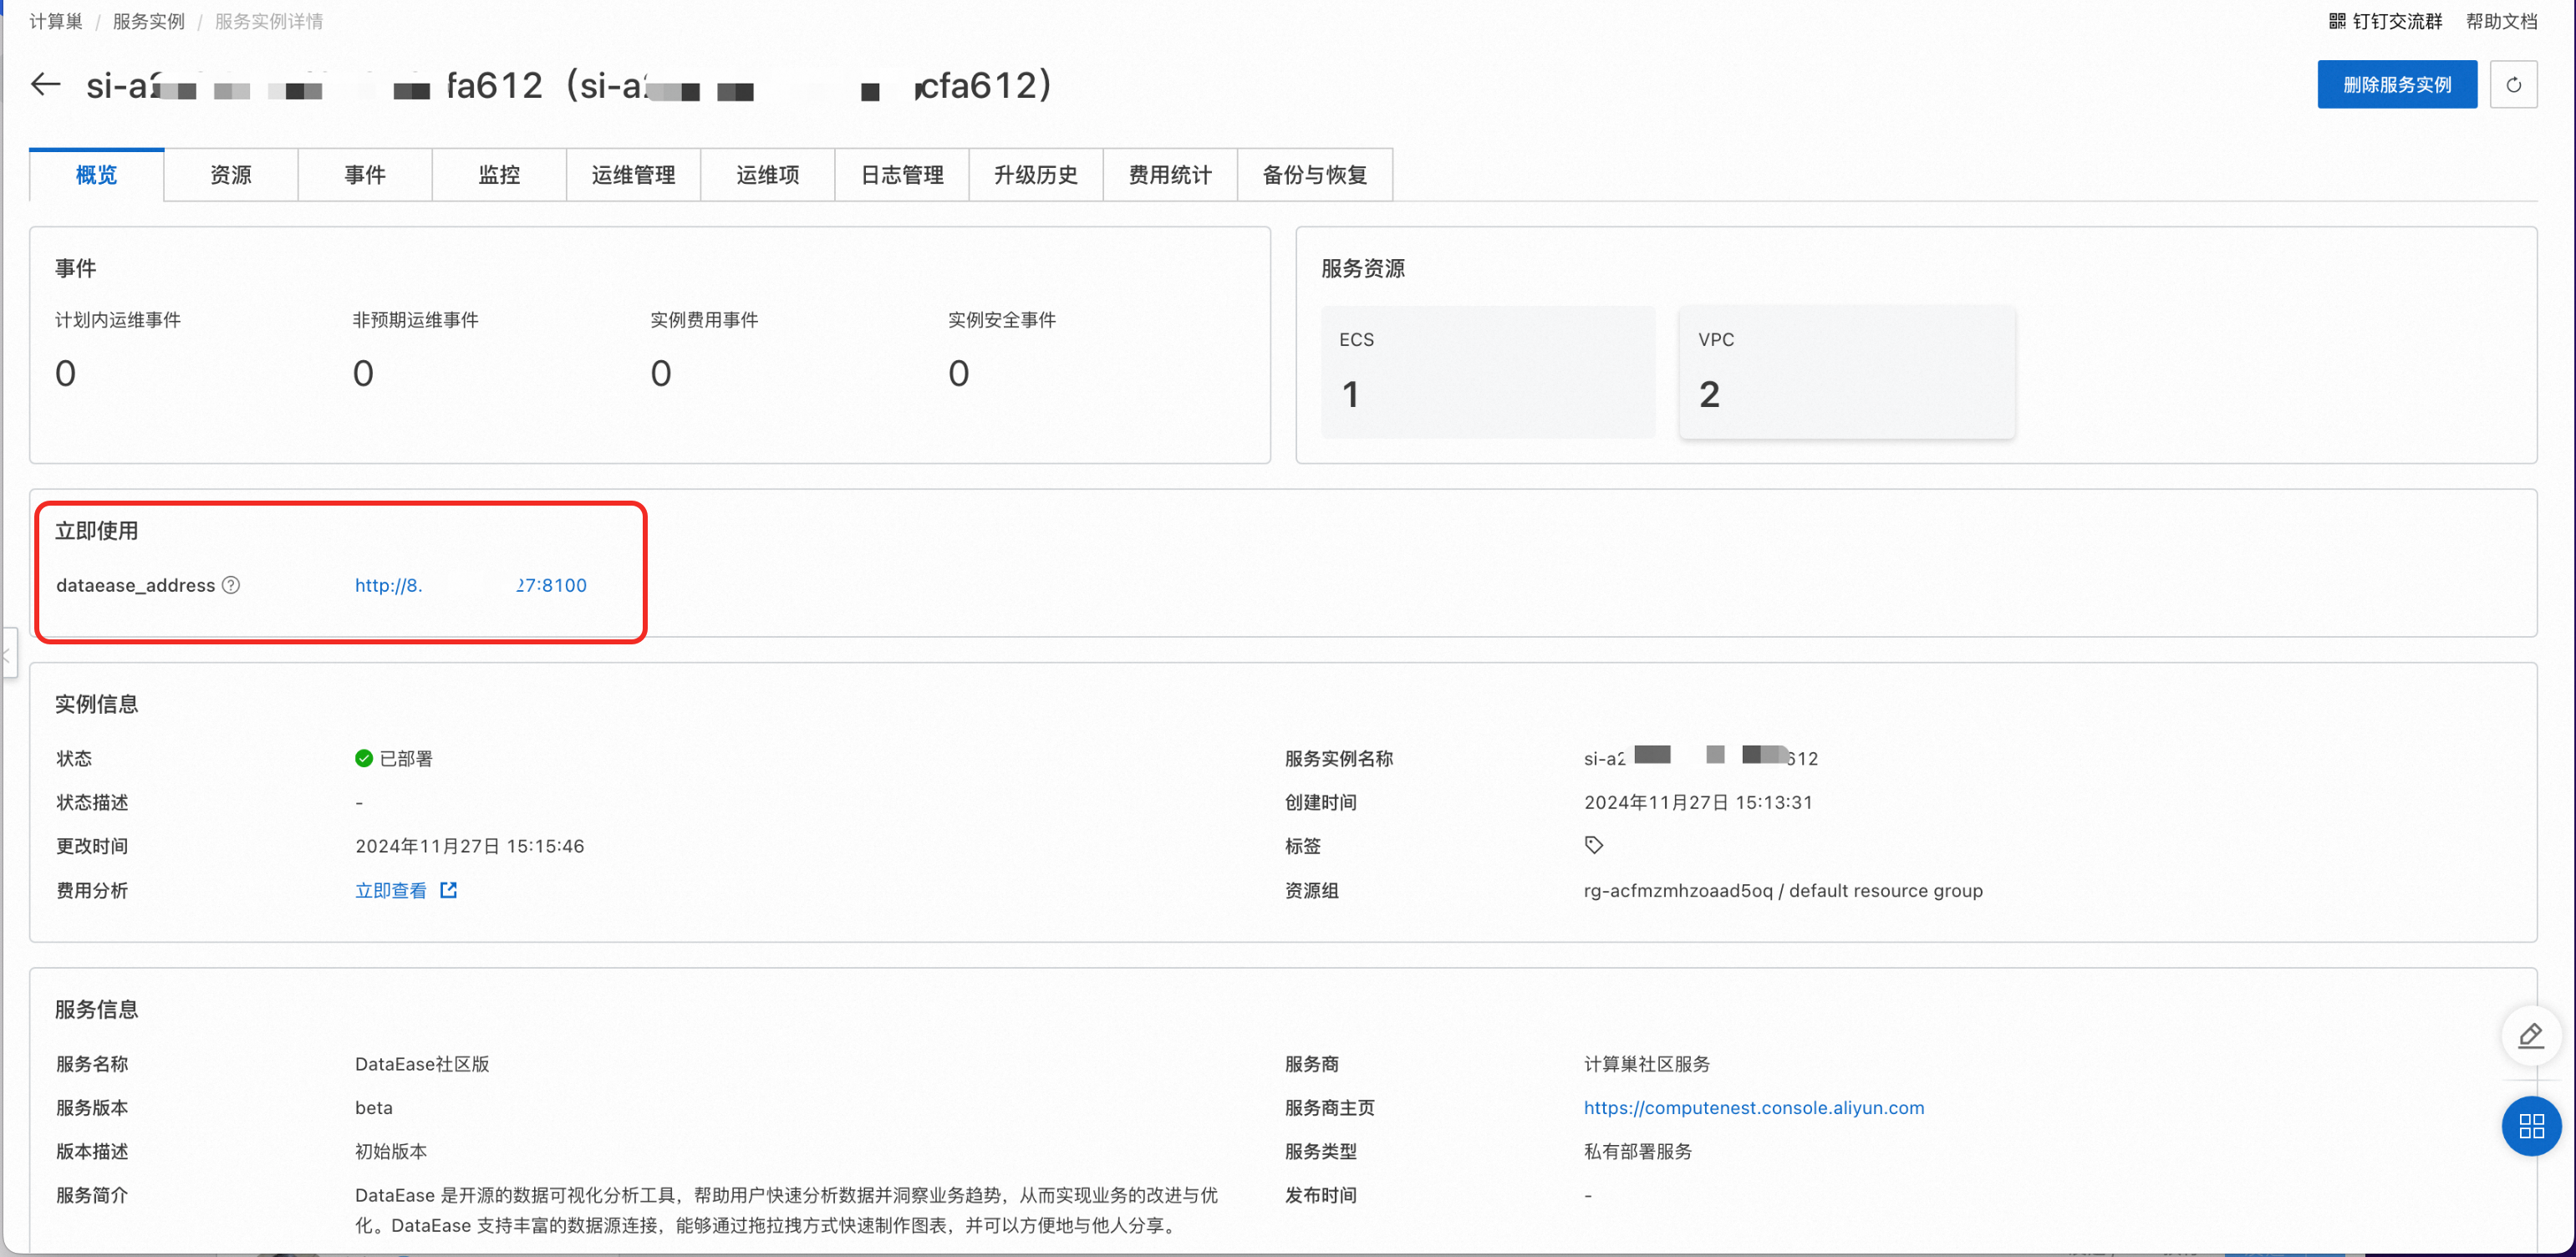 计算巢 / 服务实例 / 服务实例详情
钉钉交流群 帮助文档
si-a fa612（si-a cfa612）
删除服务实例
概览 资源 事件 监控 运维管理 运维项 日志管理 升级历史 费用统计 备份与恢复
事件
计划内运维事件 非预期运维事件 实例费用事件 实例安全事件
0 0 0 0
服务资源
ECS VPC
1 2
立即使用
dataease_address http://8. 27:8100
实例信息
状态 已部署
服务实例名称 si-a2 612
状态描述 -
创建时间 2024年11月27日 15:13:31
更改时间 2024年11月27日 15:15:46
标签
费用分析 立即查看
资源组 rg-acfmzmhzoaad5oq / default resource group
服务信息
服务名称 DataEase社区版
服务商 计算巢社区服务
服务版本 beta
服务商主页 https://computenest.console.aliyun.com
版本描述 初始版本
服务类型 私有部署服务
服务简介 DataEase 是开源的数据可视化分析工具，帮助用户快速分析数据并洞察业务趋势，从而实现业务的改进与优
化。DataEase 支持丰富的数据源连接，能够通过拖拉拽方式快速制作图表，并可以方便地与他人分享。
发布时间 -